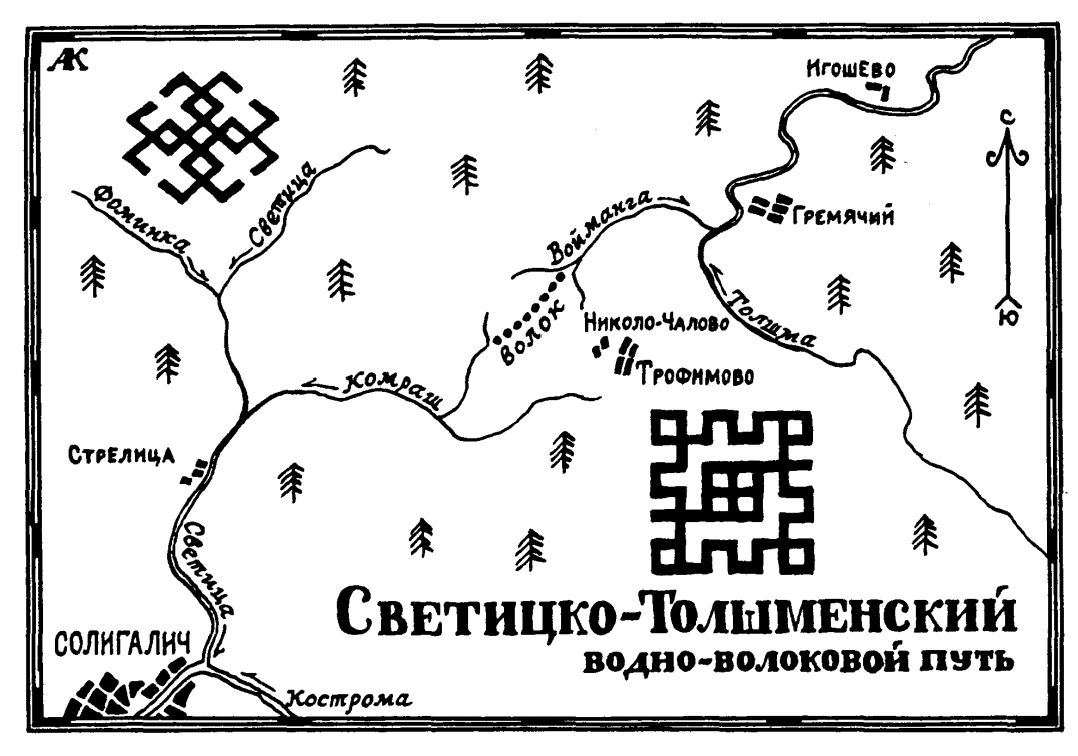 АК
Игошево
С
Фоминка
Светица
Войманга
Гремячий
Ю
Волок
Николо-Чалово
Толшма
Трофимово
Комраш
Стрелица
Светица
Светицко-Толшменский
водно-волоковой путь
СОЛИГАЛИЧ
Кострома